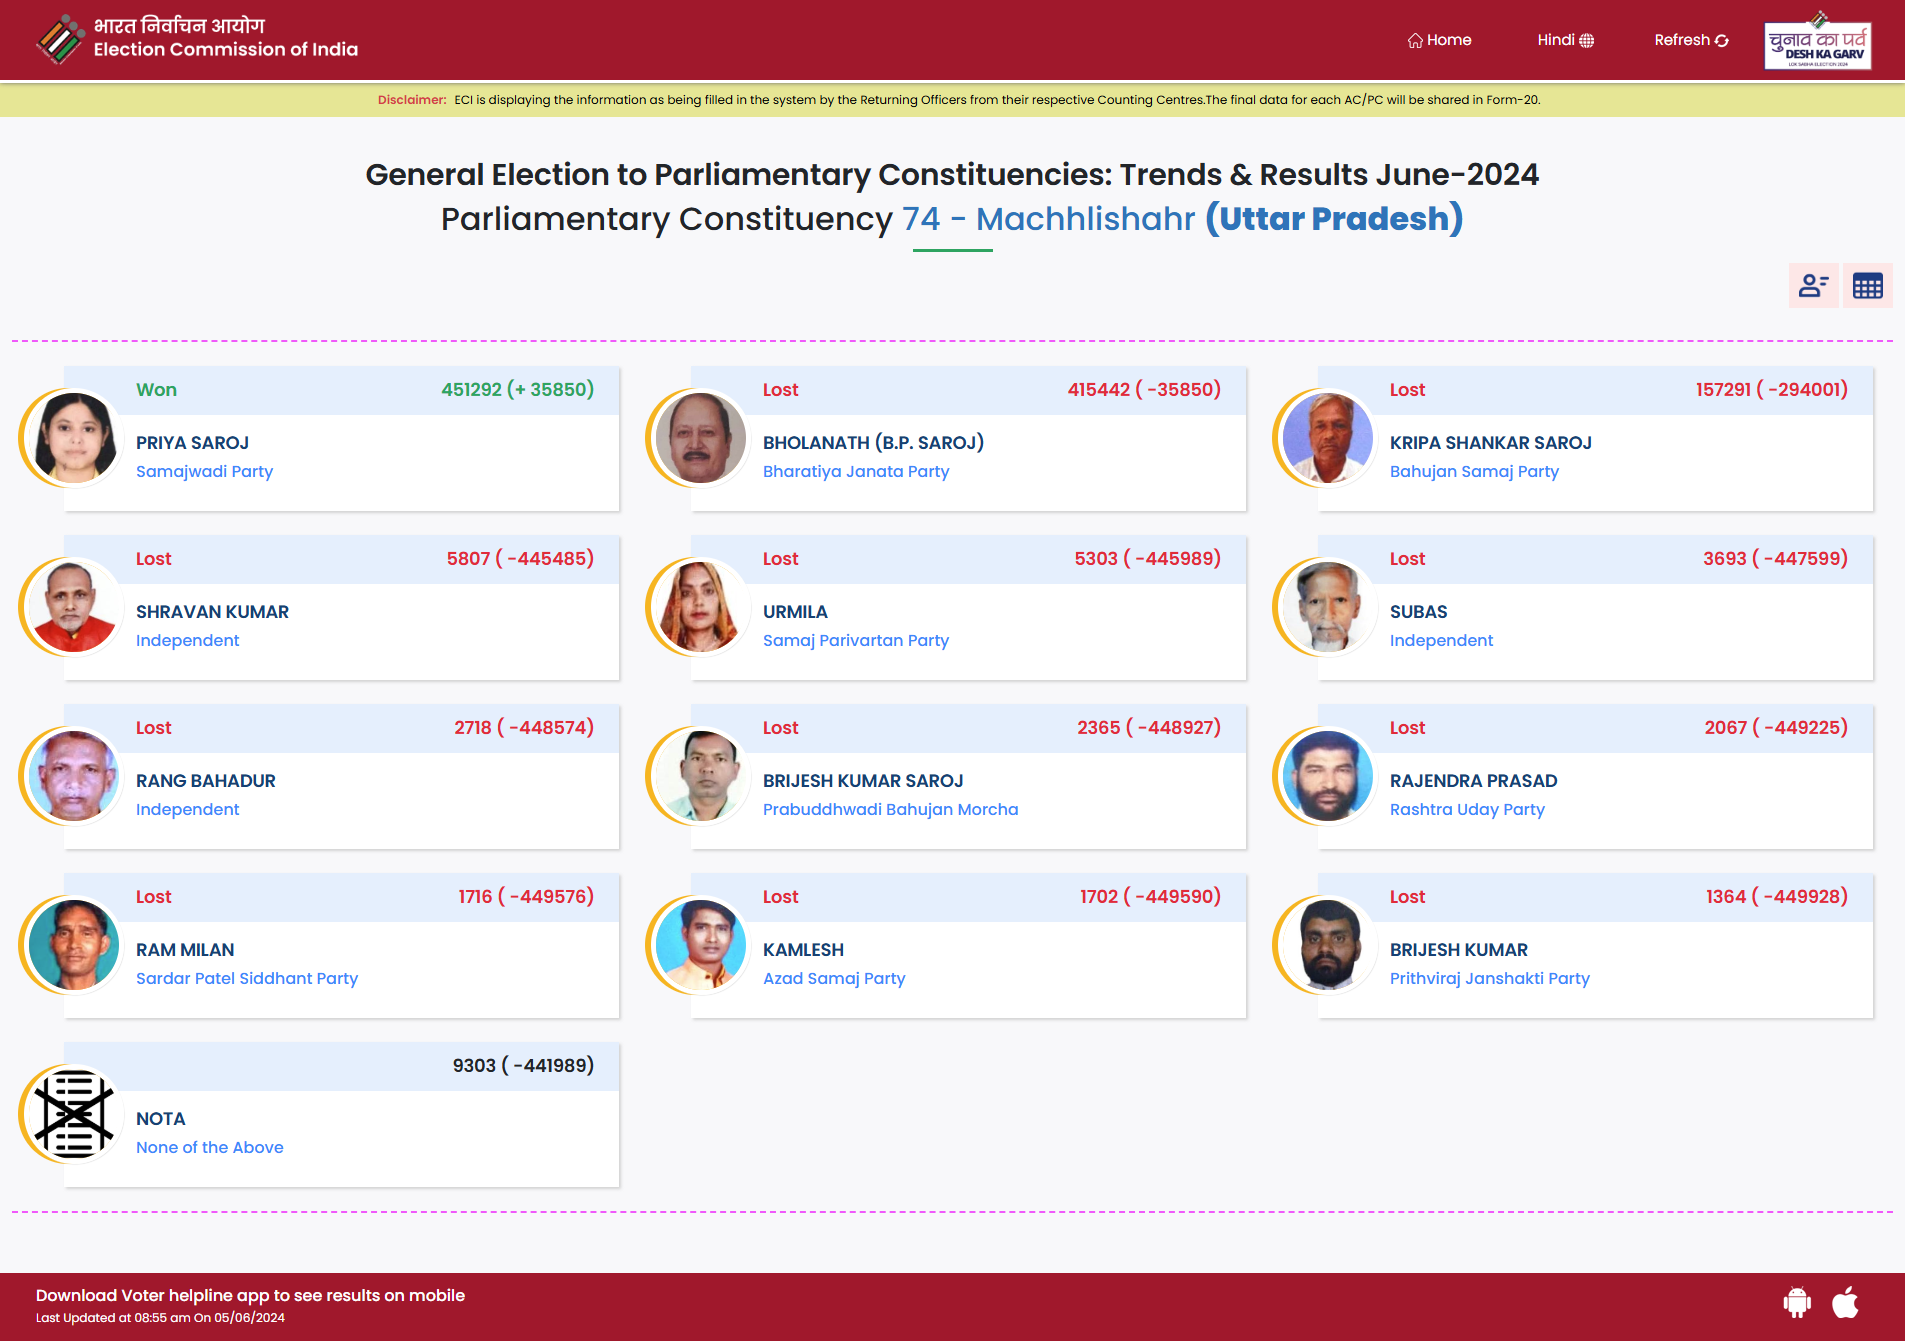 भारत निर्वाचन आयोग
Election Commission of India
Home
Hindi
Refresh
चुनाव का पर्व
DESH KA GARV
LOK SABHA ELECTION 2024
Disclaimer: ECI is displaying the information as being filled in the system by the Returning Officers from their respective Counting Centres.The final data for each AC/PC will be shared in Form-20.
General Election to Parliamentary Constituencies: Trends & Results June-2024
Parliamentary Constituency 74 - Machhlishahr (Uttar Pradesh)
Won 451292 (+ 35850)
PRIYA SAROJ
Samajwadi Party
Lost 415442 ( -35850)
BHOLANATH (B.P. SAROJ)
Bharatiya Janata Party
Lost 157291 ( -294001)
KRIPA SHANKAR SAROJ
Bahujan Samaj Party
Lost 5807 ( -445485)
SHRAVAN KUMAR
Independent
Lost 5303 ( -445989)
URMILA
Samaj Parivartan Party
Lost 3693 ( -447599)
SUBAS
Independent
Lost 2718 ( -448574)
RANG BAHADUR
Independent
Lost 2365 ( -448927)
BRIJESH KUMAR SAROJ
Prabuddhwadi Bahujan Morcha
Lost 2067 ( -449225)
RAJENDRA PRASAD
Rashtra Uday Party
Lost 1716 ( -449576)
RAM MILAN
Sardar Patel Siddhant Party
Lost 1702 ( -449590)
KAMLESH
Azad Samaj Party
Lost 1364 ( -449928)
BRIJESH KUMAR
Prithviraj Janshakti Party
9303 ( -441989)
NOTA
None of the Above
Download Voter helpline app to see results on mobile
Last Updated at 08:55 am On 05/06/2024